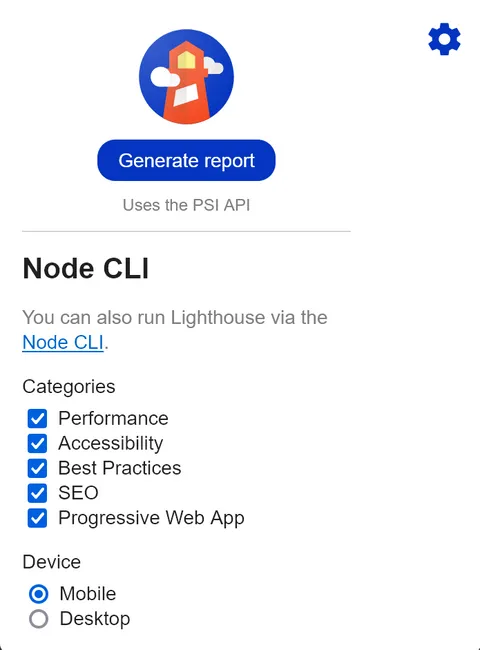 Generate report
Uses the PSI API
Node CLI
You can also run Lighthouse via the
Node CLI.
Categories
Performance
Accessibility
Best Practices
SEO
Progressive Web App
Device
Mobile
Desktop